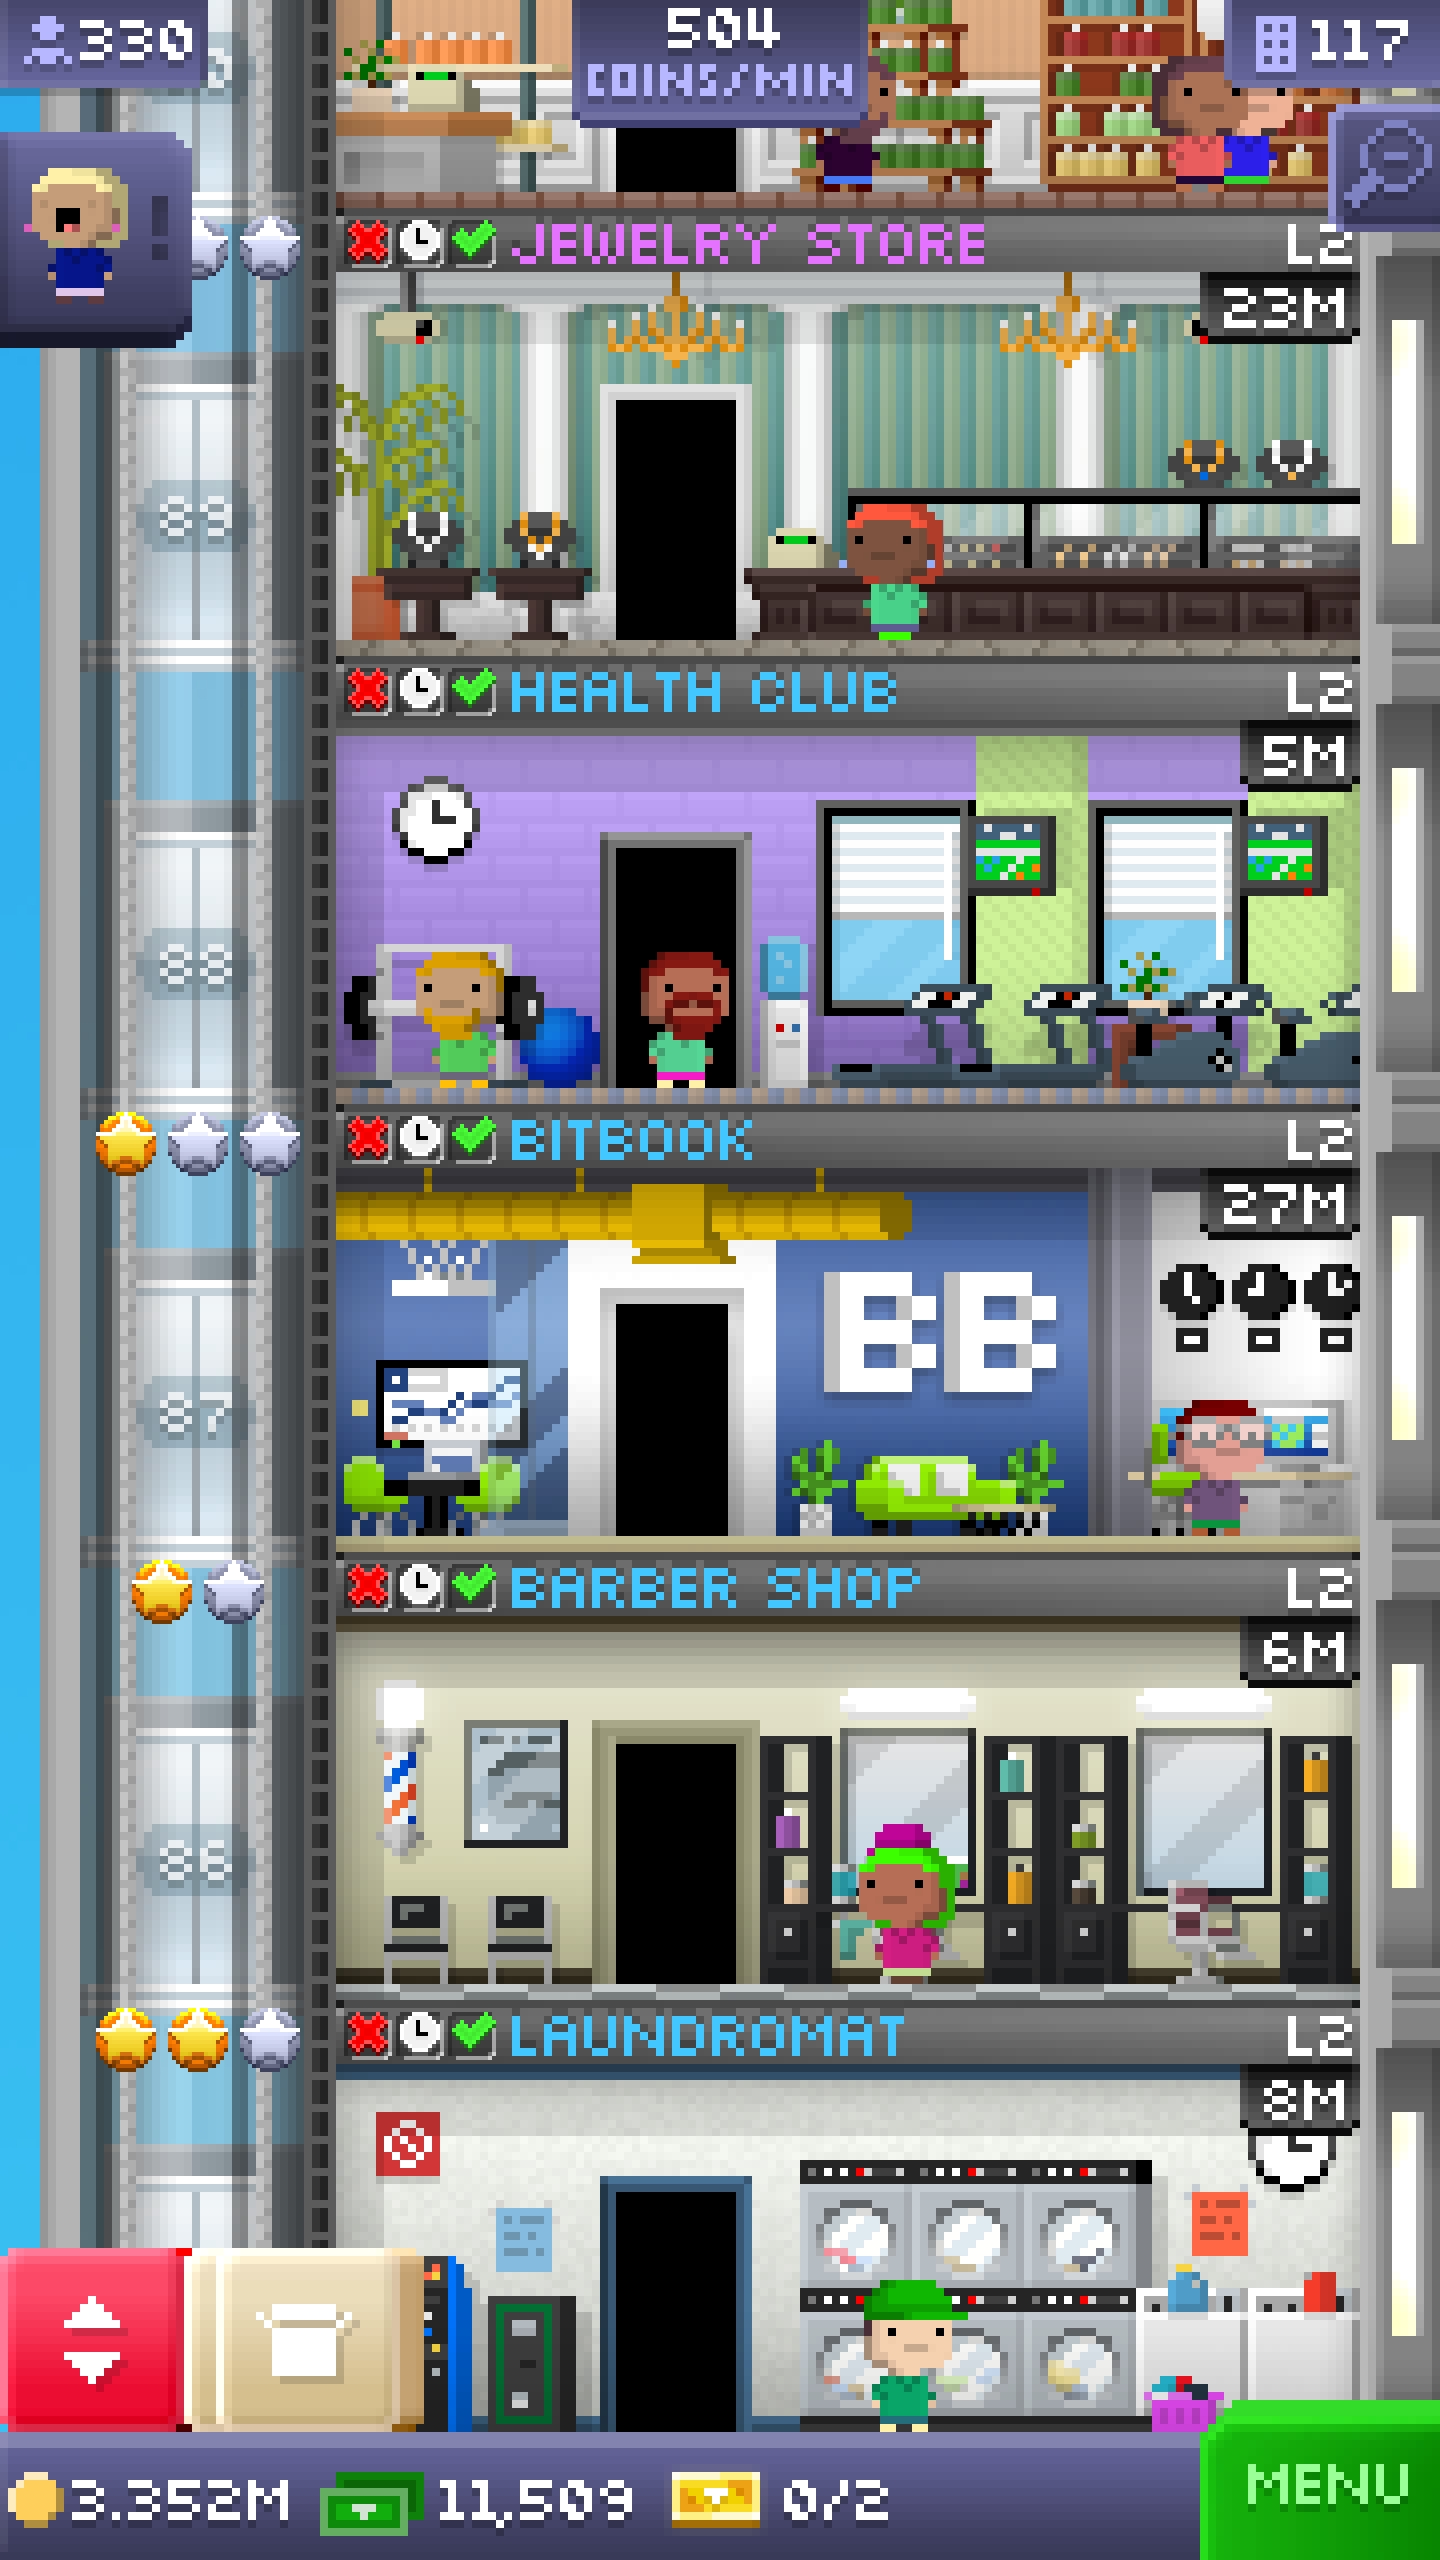 330
504
COINS/MIN
117
JEWELRY STORE L2
23M
88
HEALTH CLUB L2
5M
88
BITBOOK L2
27M
BB
87
BARBER SHOP L2
6M
86
LAUNDROMAT L2
8M
3.352M 11,509 0/2
MENU